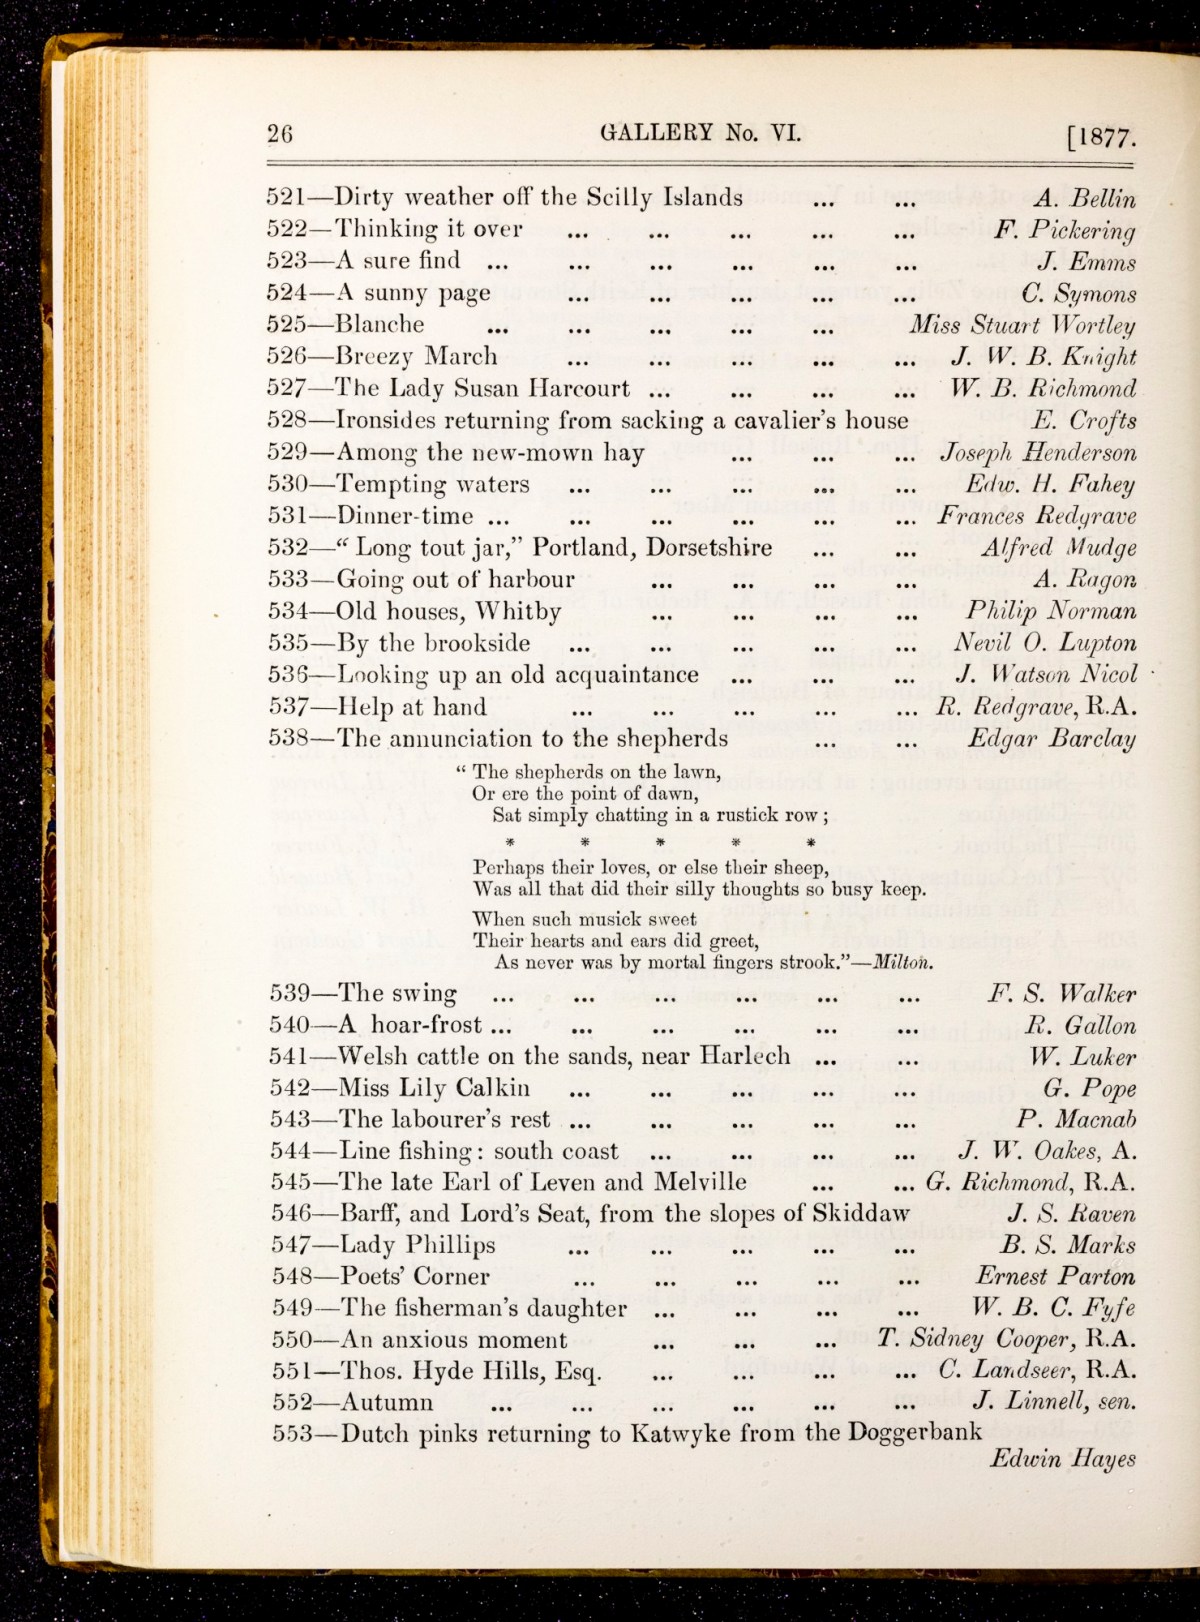 26 GALLERY No. VI. [1877.
521—Dirty weather off the Scilly Islands ... ... A. Bellin
522—Thinking it over ... ... ... ... ... F. Pickering
523—A sure find ... ... ... ... ... ... J. Emms
524—A sunny page ... ... ... ... ... C. Symons
525—Blanche ... ... ... ... ... Miss Stuart Wortley
526—Breezy March ... ... ... ... ... J. W. B. Knight
527—The Lady Susan Harcourt ... ... ... ... W. B. Richmond
528—Ironsides returning from sacking a cavalier's house E. Crofts
529—Among the new-mown hay ... ... ... Joseph Henderson
530—Tempting waters ... ... ... ... ... Edw. H. Fahey
531—Dinner-time ... ... ... ... ... ... Frances Redgrave
532—“ Long tout jar,” Portland, Dorsetshire ... ... Alfred Mudge
533—Going out of harbour ... ... ... ... A. Ragon
534—Old houses, Whitby ... ... ... ... Philip Norman
535—By the brookside ... ... ... ... ... Nevil O. Lupton
536—Looking up an old acquaintance ... ... ... J. Watson Nicol
537—Help at hand ... ... ... ... ... R. Redgrave, R.A.
538—The annunciation to the shepherds ... ... Edgar Barclay
“ The shepherds on the lawn,
Or ere the point of dawn,
Sat simply chatting in a rustick row ;
* * * * *
Perhaps their loves, or else their sheep,
Was all that did their silly thoughts so busy keep.
When such musick sweet
Their hearts and ears did greet,
As never was by mortal fingers strook.”—Milton.
539—The swing ... ... ... ... ... ... F. S. Walker
540—A hoar-frost ... ... ... ... ... ... R. Gallon
541—Welsh cattle on the sands, near Harlech ... ... W. Luker
542—Miss Lily Calkin ... ... ... ... ... G. Pope
543—The labourer's rest ... ... ... ... ... P. Macnab
544—Line fishing: south coast ... ... ... ... J. W. Oakes, A.
545—The late Earl of Leven and Melville ... ... G. Richmond, R.A.
546—Barff, and Lord's Seat, from the slopes of Skiddaw J. S. Raven
547—Lady Phillips ... ... ... ... ... B. S. Marks
548—Poets' Corner ... ... ... ... ... Ernest Parton
549—The fisherman's daughter ... ... ... ... W. B. C. Fyfe
550—An anxious moment ... ... ... T. Sidney Cooper, R.A.
551—Thos. Hyde Hills, Esq. ... ... ... ... C. Landseer, R.A.
552—Autumn ... ... ... ... ... ... J. Linnell, sen.
553—Dutch pinks returning to Katwyke from the Doggerbank
Edwin Hayes